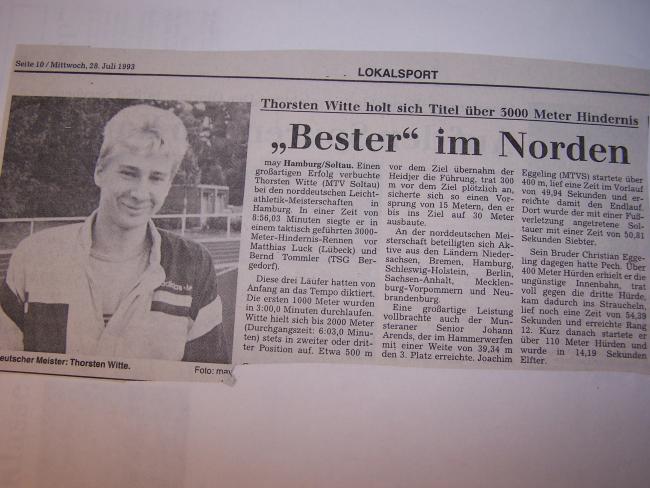 Seite 10 / Mittwoch, 28. Juli 1993
LOKALSPORT
Thorsten Witte holt sich Titel über 3000 Meter Hindernis
„Bester“ im Norden
may Hamburg/Soltau. Einen
großartigen Erfolg verbuchte
Thorsten Witte (MTV Soltau)
bei den norddeutschen Leicht-
athletik-Meisterschaften in
Hamburg. In einer Zeit von
8:56,03 Minuten siegte er in
einem taktisch geführten 3000-
Meter-Hindernis-Rennen vor
Matthias Luck (Lübeck) und
Bernd Tommler (TSG Ber-
gedorf).
Diese drei Läufer hatten von
Anfang an das Tempo diktiert.
Die ersten 1000 Meter wurden
in 3:00,0 Minuten durchlaufen.
Witte hielt sich bis 2000 Meter
(Durchgangszeit: 6:03,0 Minu-
ten) stets in zweiter oder drit-
ter Position auf. Etwa 500 m
vor dem Ziel übernahm der
Heidjer die Führung, trat 300
m vor dem Ziel plötzlich an,
sicherte sich so einen Vor-
sprung von 15 Metern, den er
bis ins Ziel auf 30 Meter
ausbaute.
An der norddeutschen Mei-
sterschaft beteiligten sich Ak-
tive aus den Ländern Nieder-
sachsen, Bremen, Hamburg,
Schleswig-Holstein, Berlin,
Sachsen-Anhalt, Mecklen-
burg-Vorpommern und Neu-
brandenburg.
Eine großartige Leistung
vollbrachte auch der Mun-
steraner Senior Johann
Arends, der im Hammerwerfen
mit einer Weite von 39,34 m
den 3. Platz erreichte. Joachim
Eggeling (MTVS) startete über
400 m, lief eine Zeit im Vorlauf
von 49,94 Sekunden und er-
reichte damit den Endlauf.
Dort wurde der mit einer Fuß-
verletzung angetretene Sol-
tauer mit einer Zeit von 50,81
Sekunden Siebter.
Sein Bruder Christian Egge-
ling dagegen hatte Pech. Über
400 Meter Hürden erhielt er die
ungünstige Innenbahn, trat
voll gegen die dritte Hürde,
kam dadurch ins Straucheln,
lief noch eine Zeit von 54,39
Sekunden und erreichte Rang
12. Kurz danach startete er
über 110 Meter Hürden und
wurde in 14,19 Sekunden
Elfter.
adidas
deutscher Meister: Thorsten Witte.
Foto: may